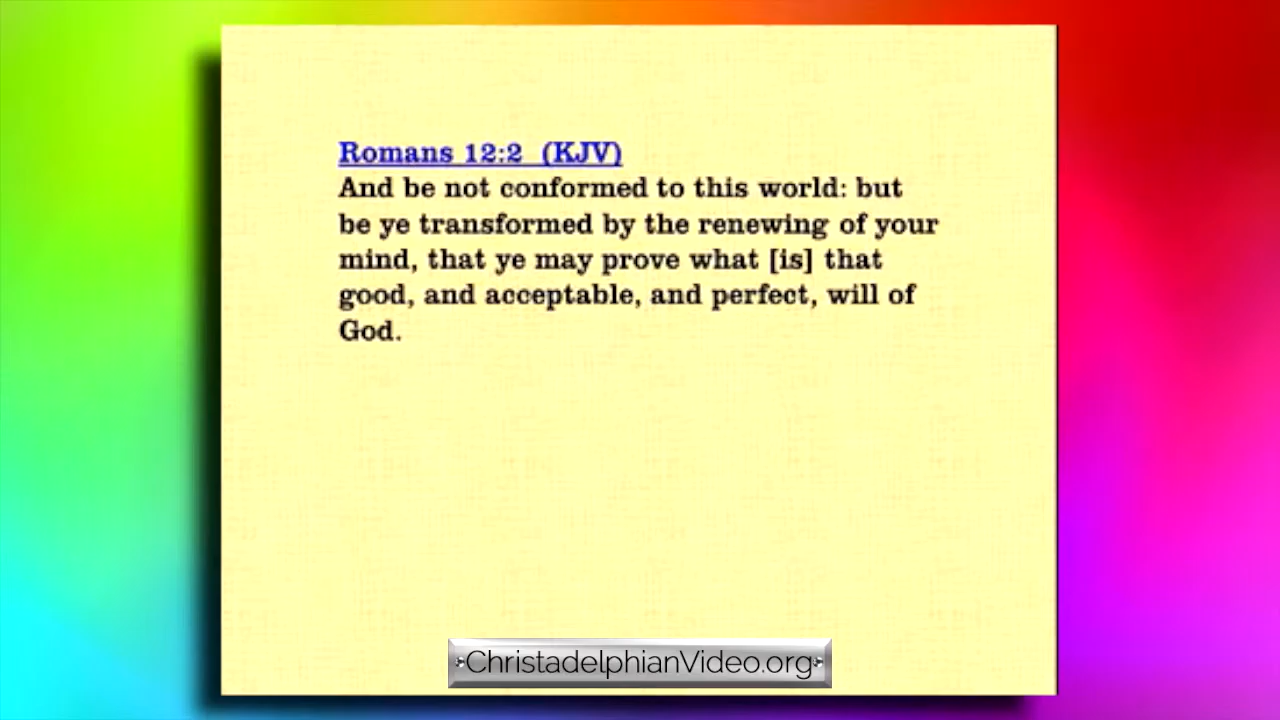 Romans 12:2 (KJV)
And be not conformed to this world: but
be ye transformed by the renewing of your
mind, that ye may prove what [is] that
good, and acceptable, and perfect, will of
God.
ChristadelphianVideo.org